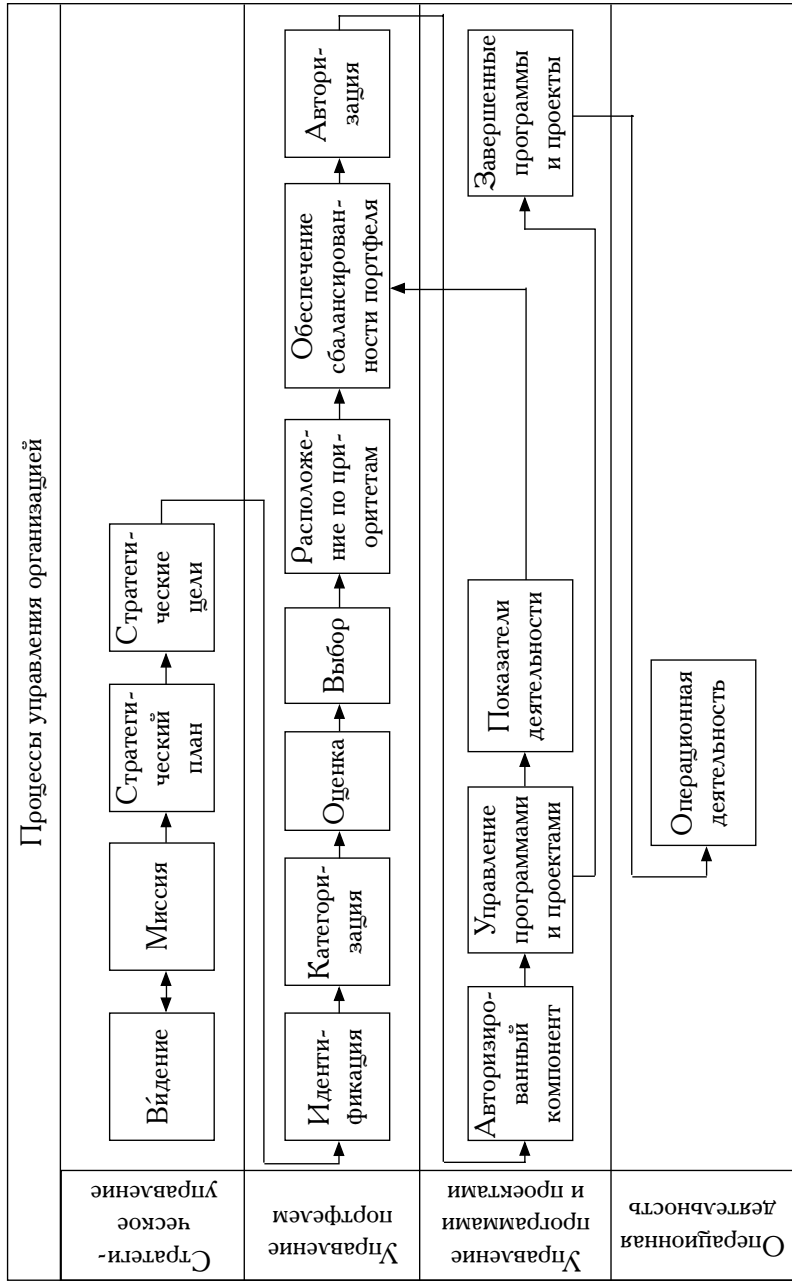 Процессы управления организацией
Стратеги-
ческое
управление
Ви́дение
Миссия
Стратеги-
ческий
план
Стратеги-
ческие
цели
Управление
портфелем
Иденти-
фикация
Категори-
зация
Оценка
Выбор
Расположе-
ние по при-
оритетам
Обеспечение
сбалансирован-
ности портфеля
Автори-
зация
Управление
программами
и проектами
Авторизиро-
ванный
компонент
Управление
программами
и проектами
Показатели
деятельности
Завершенные
программы
и проекты
Операционная
деятельность
Операционная
деятельность